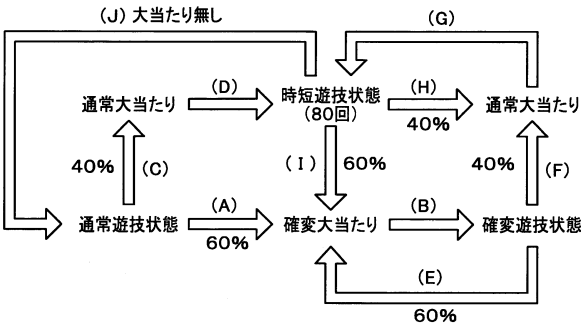 (J) 大当たり無し
(G)
通常大当たり
(D)
時短遊技状態
(80回)
(H)
40%
通常大当たり
40%
(C)
(I)
60%
40%
(F)
通常遊技状態
(A)
60%
確変大当たり
(B)
確変遊技状態
(E)
60%